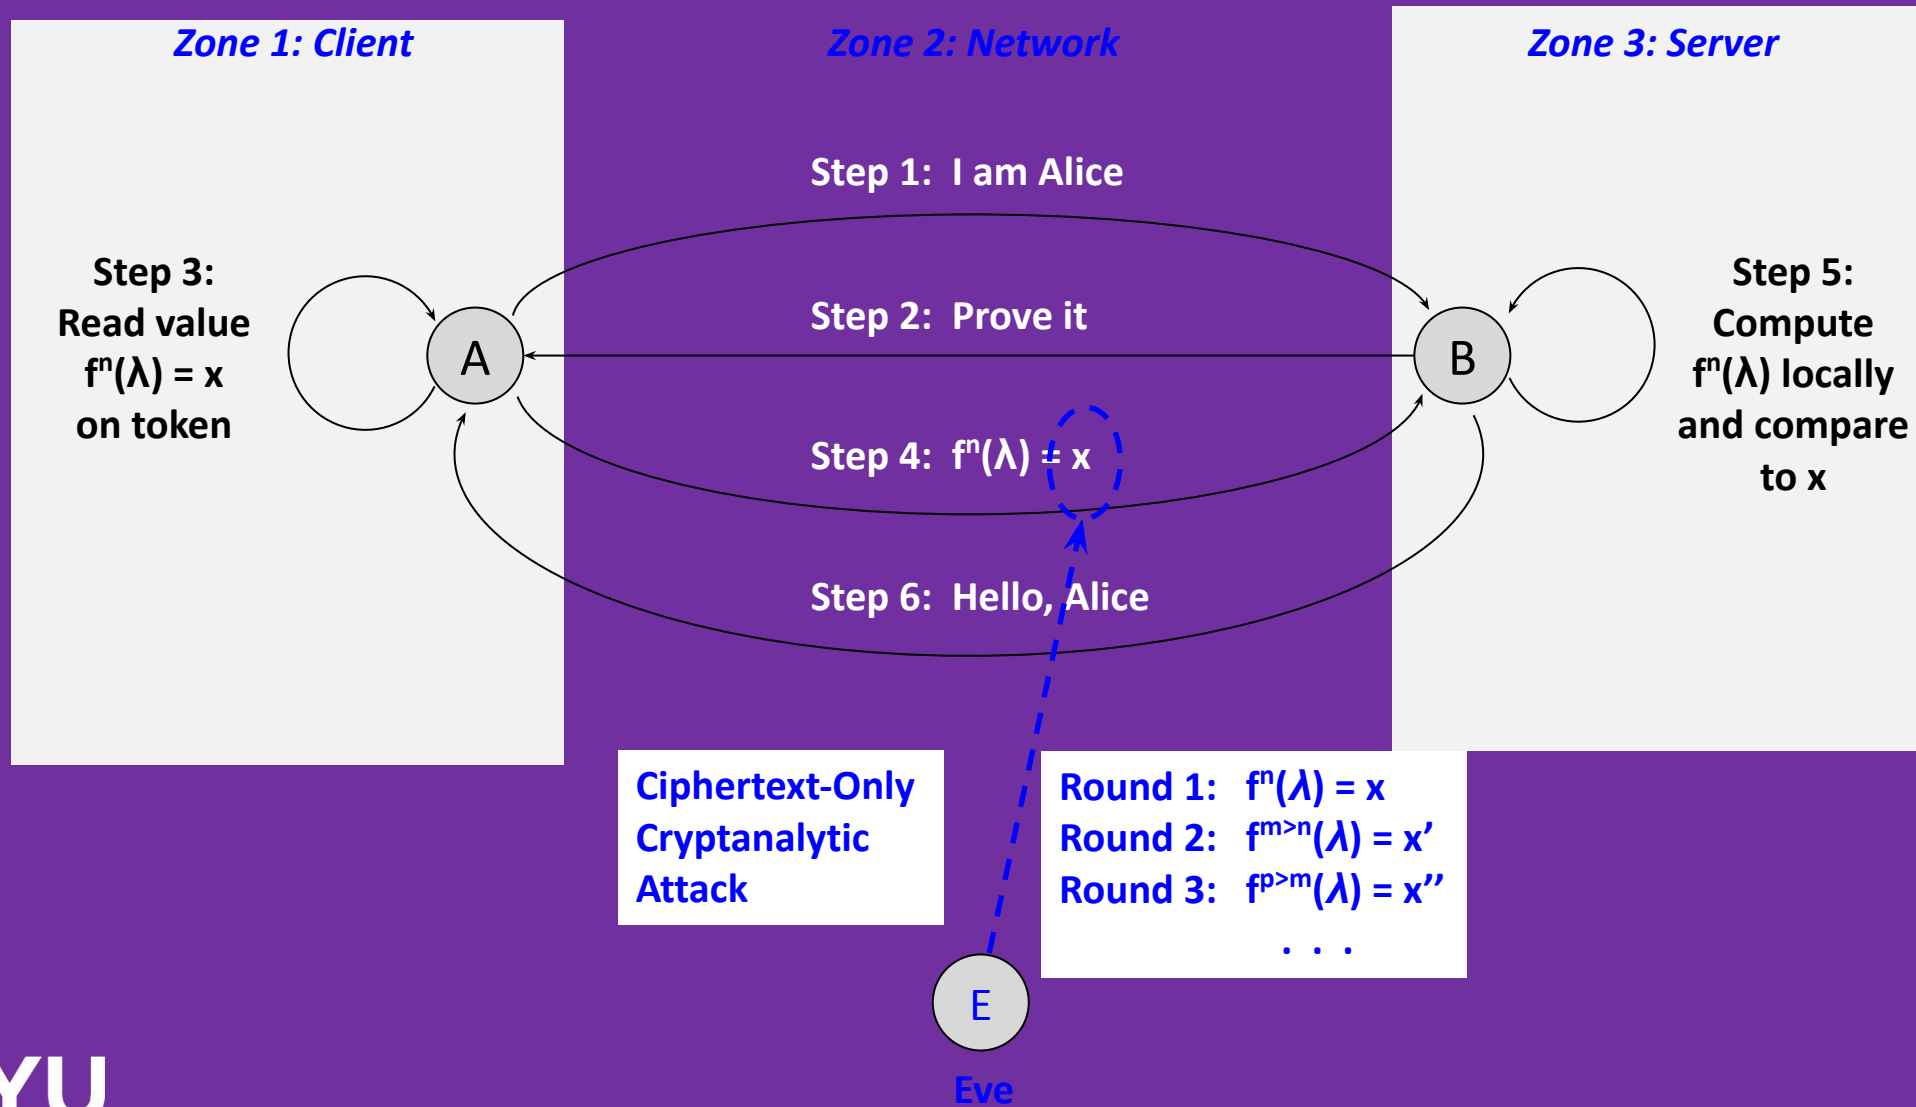 Zone 1: Client
Zone 2: Network
Zone 3: Server
Step 1: I am Alice
Step 3:
Read value
fⁿ(λ) = x
on token
A
Step 2: Prove it
B
Step 5:
Compute
fⁿ(λ) locally
and compare
to x
Step 4: fⁿ(λ) = x
Step 6: Hello, Alice
Ciphertext-Only
Cryptanalytic
Attack
Round 1: fⁿ(λ) = x
Round 2: fᵐ>ⁿ(λ) = x’
Round 3: fᵖ>ᵐ(λ) = x’’
. . .
E
Eve
YU